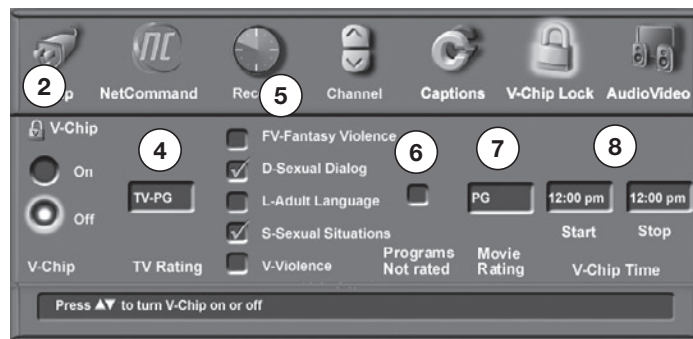 2 p NetCommand Rec 5 Channel Captions V-Chip Lock AudioVideo
V-Chip
On
Off
V-Chip
4
TV-PG
TV Rating
FV-Fantasy Violence
D-Sexual Dialog
L-Adult Language
S-Sexual Situations
V-Violence
6
Programs
Not rated
7
PG
Movie
Rating
8
12:00 pm 12:00 pm
Start Stop
V-Chip Time
Press ▲▼ to turn V-Chip on or off